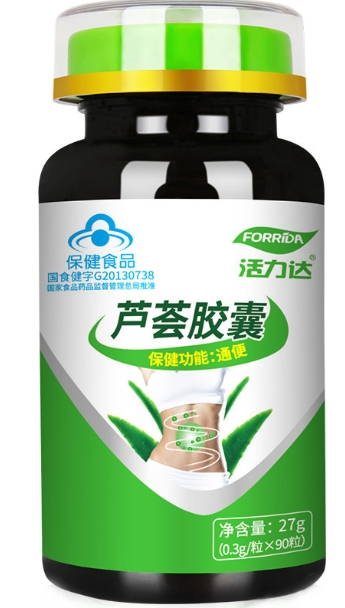 保健食品
国食健字G20130738
国家食品药品监督管理总局批准
FORRIDA
活力达®
芦荟胶囊
保健功能:通便
净含量: 27g
(0.3g/粒×90粒)